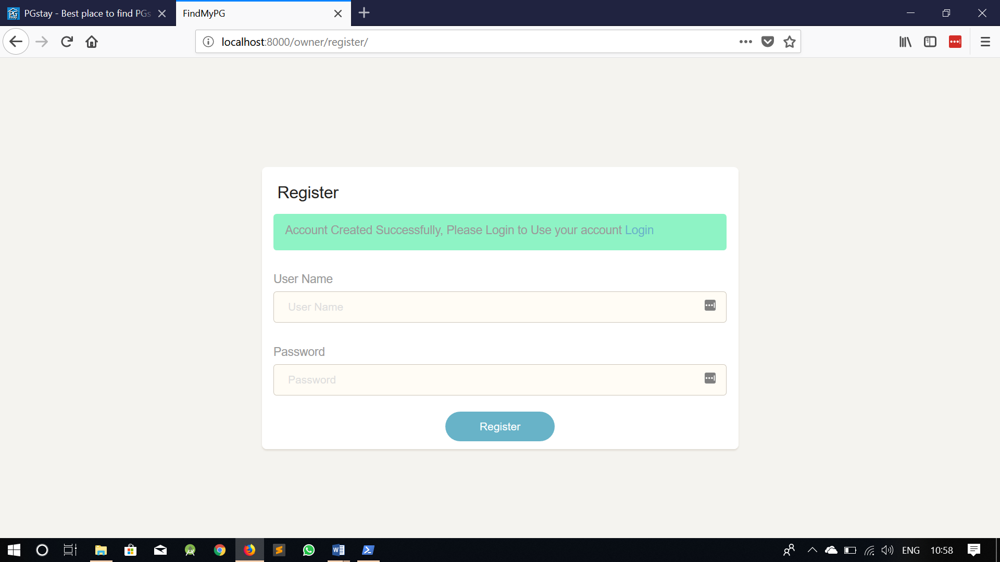 PGstay - Best place to find PGs
FindMyPG
localhost:8000/owner/register/
Register
Account Created Successfully, Please Login to Use your account Login
User Name
User Name
Password
Password
Register
ENG
10:58